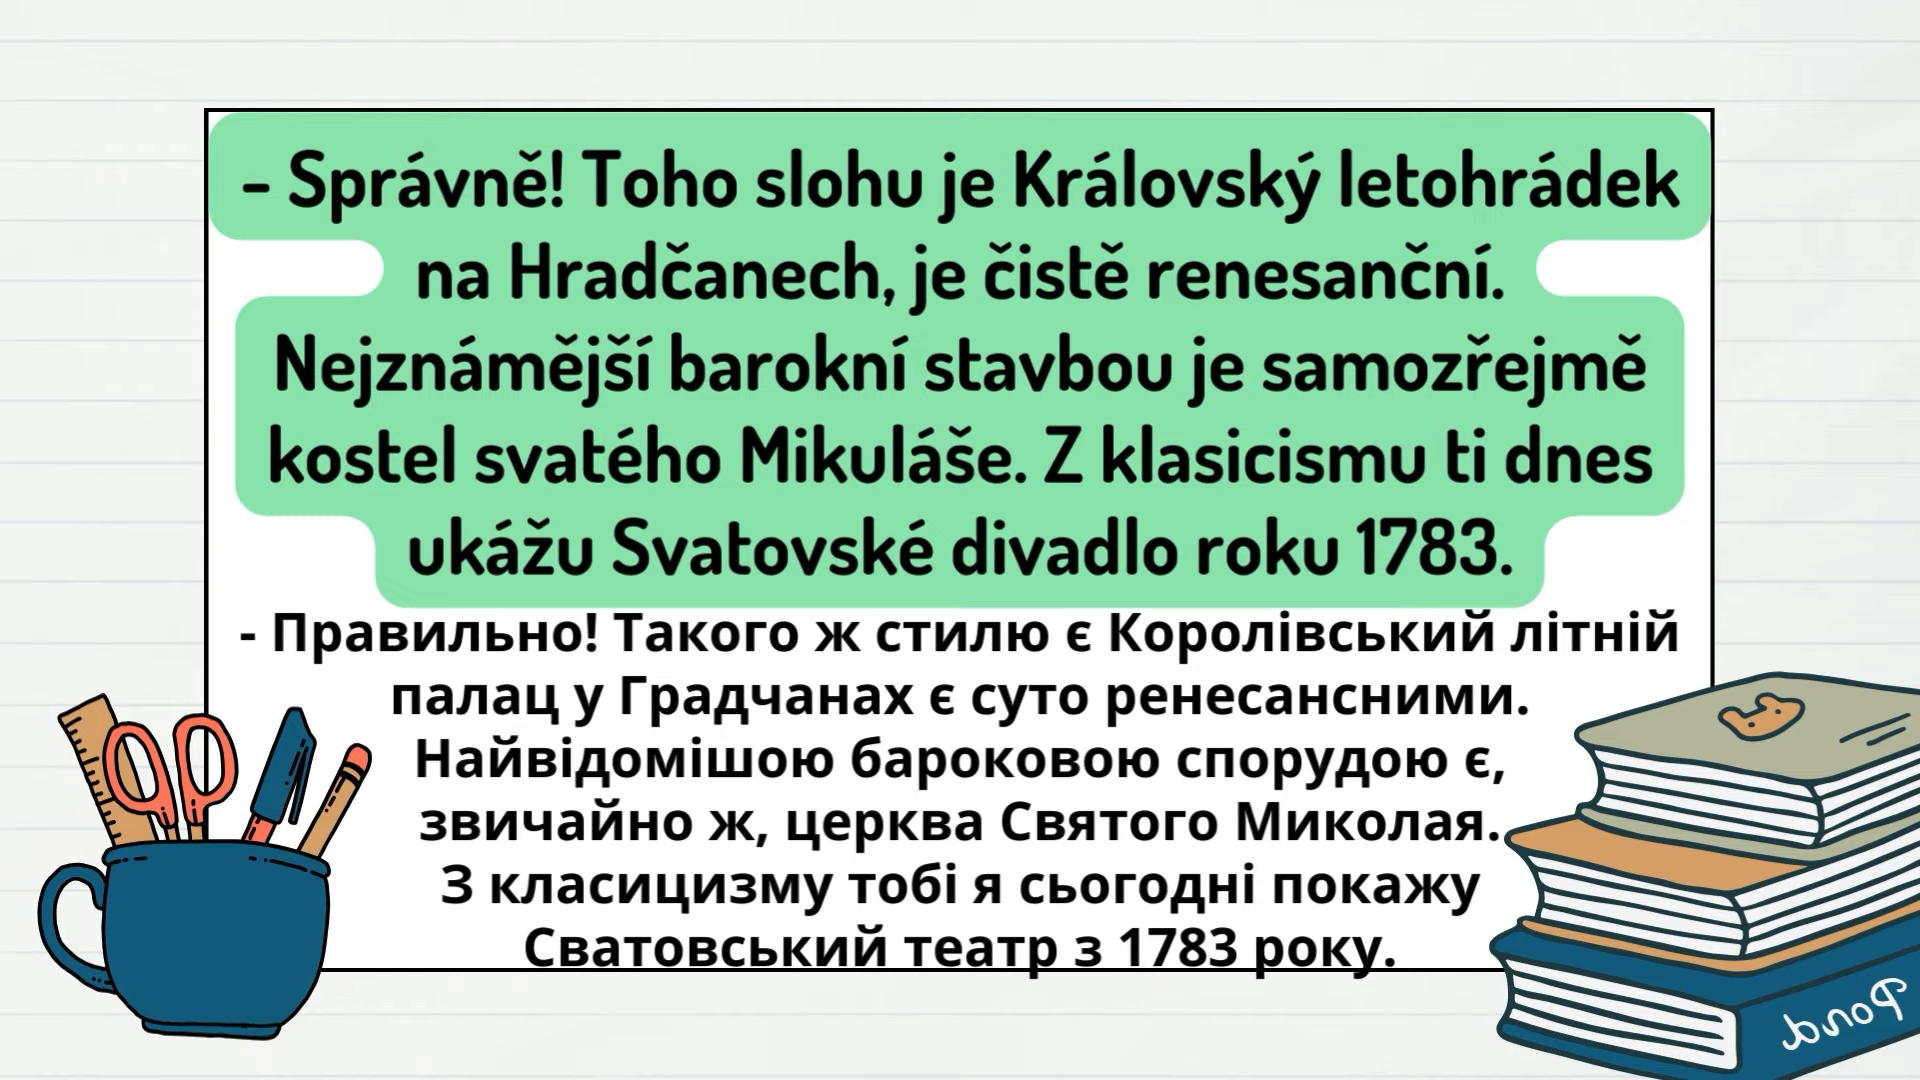 - Správně! Toho slohu je Královský letohrádek
na Hradčanech, je čistě renesanční.
Nejznámější barokní stavbou je samozřejmě
kostel svatého Mikuláše. Z klasicismu ti dnes
ukážu Svatovské divadlo roku 1783.
- Правильно! Такого ж стилю є Королівський літній
палац у Градчанах є суто ренесансними.
Найвідомішою бароковою спорудою є,
звичайно ж, церква Святого Миколая.
З класицизму тобі я сьогодні покажу
Сватовський театр з 1783 року.